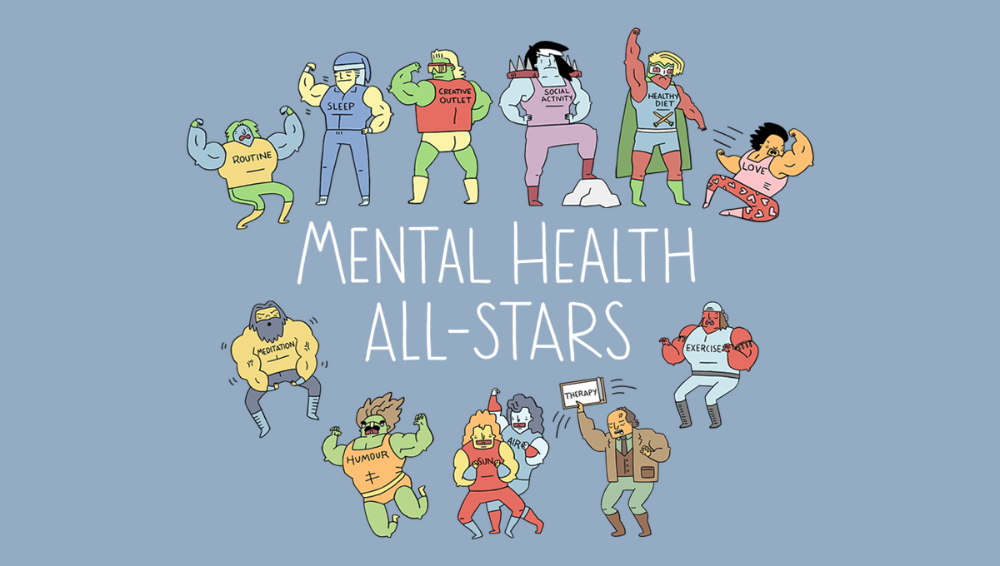 ROUTINE
SLEEP
CREATIVE
OUTLET
SOCIAL
ACTIVITY
HEALTHY
DIET
LOVE
MENTAL HEALTH
ALL-STARS
MEDITATION
EXERCISE
HUMOUR
SUN
AIR
THERAPY